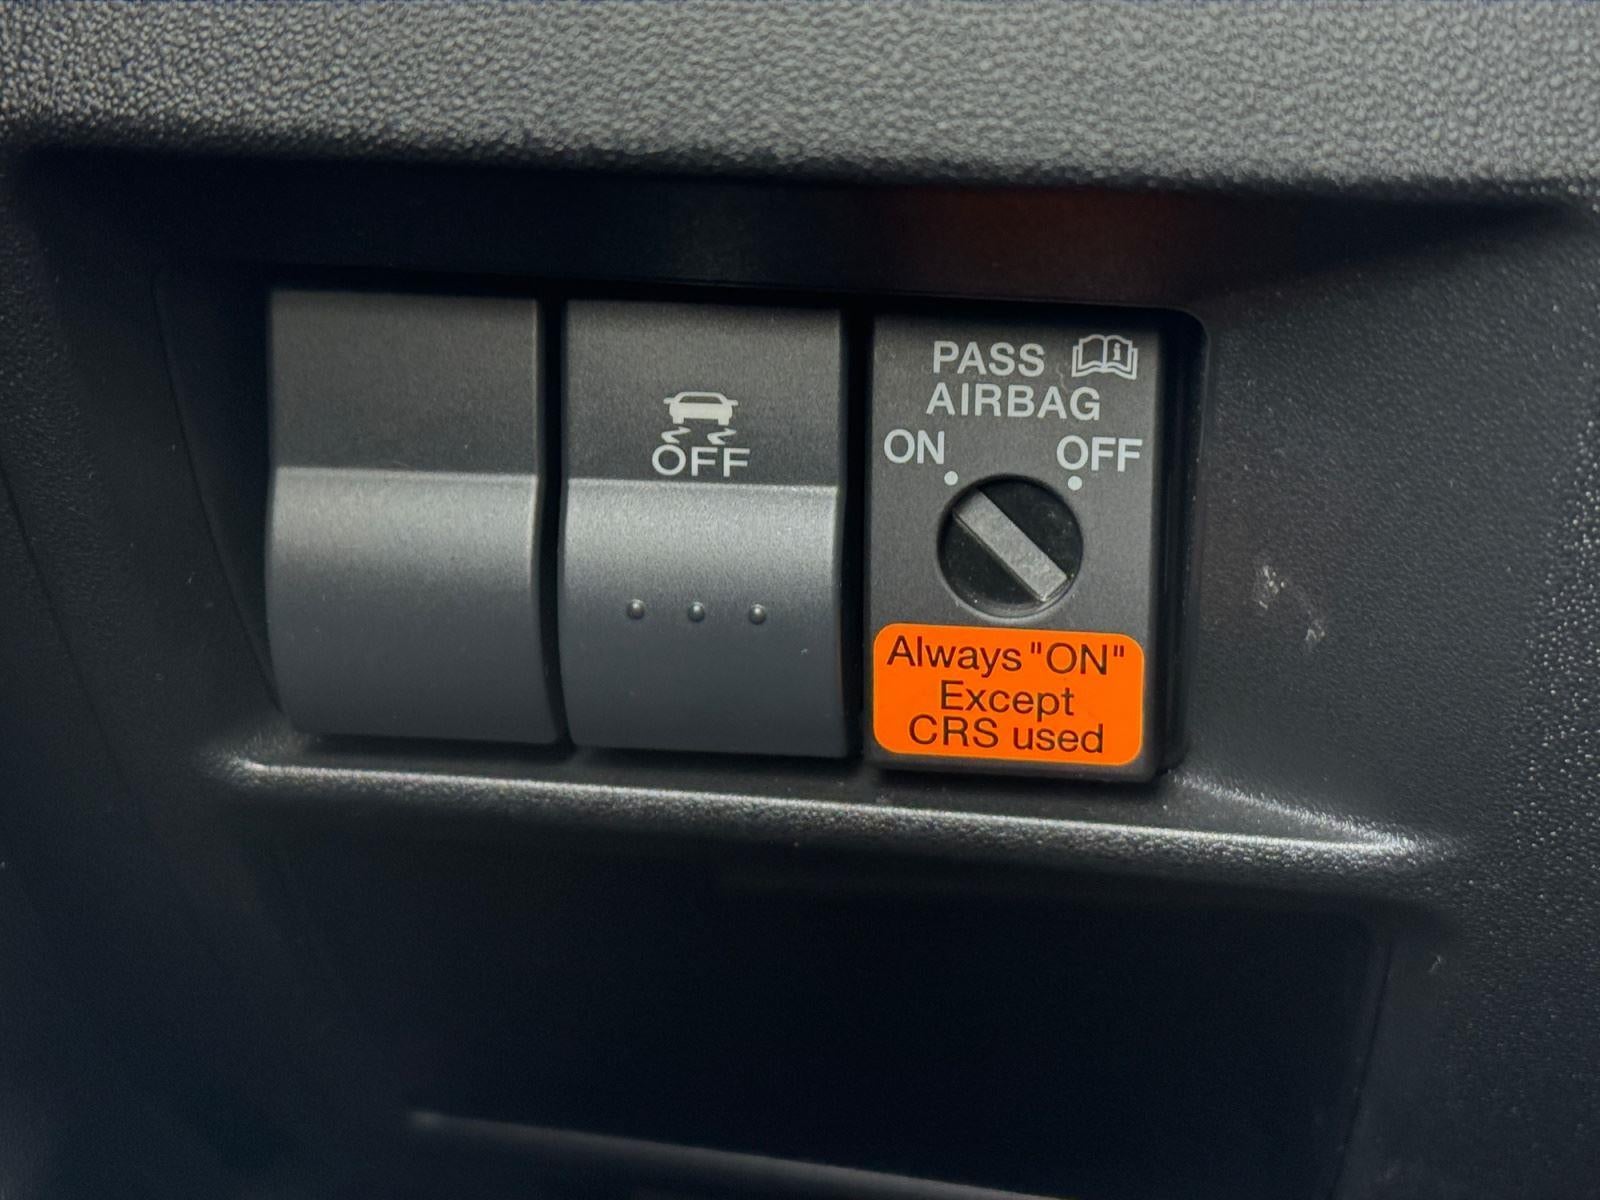 OFF
PASS
AIRBAG
ON OFF
Always "ON"
Except
CRS used